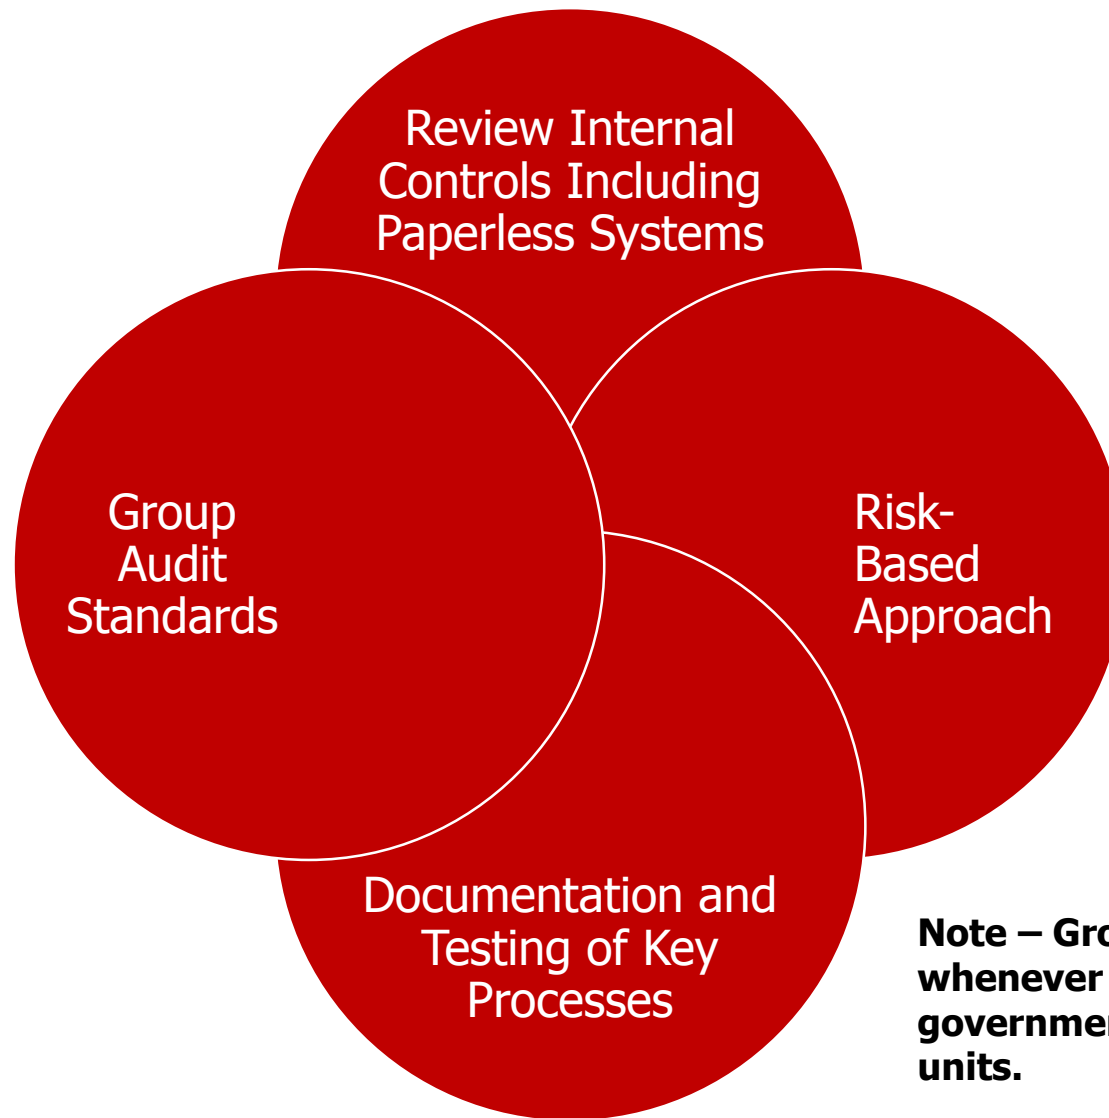 Review Internal
Controls Including
Paperless Systems
Group
Audit
Standards
Risk-
Based
Approach
Documentation and
Testing of Key
Processes
Note –
whenever
units.